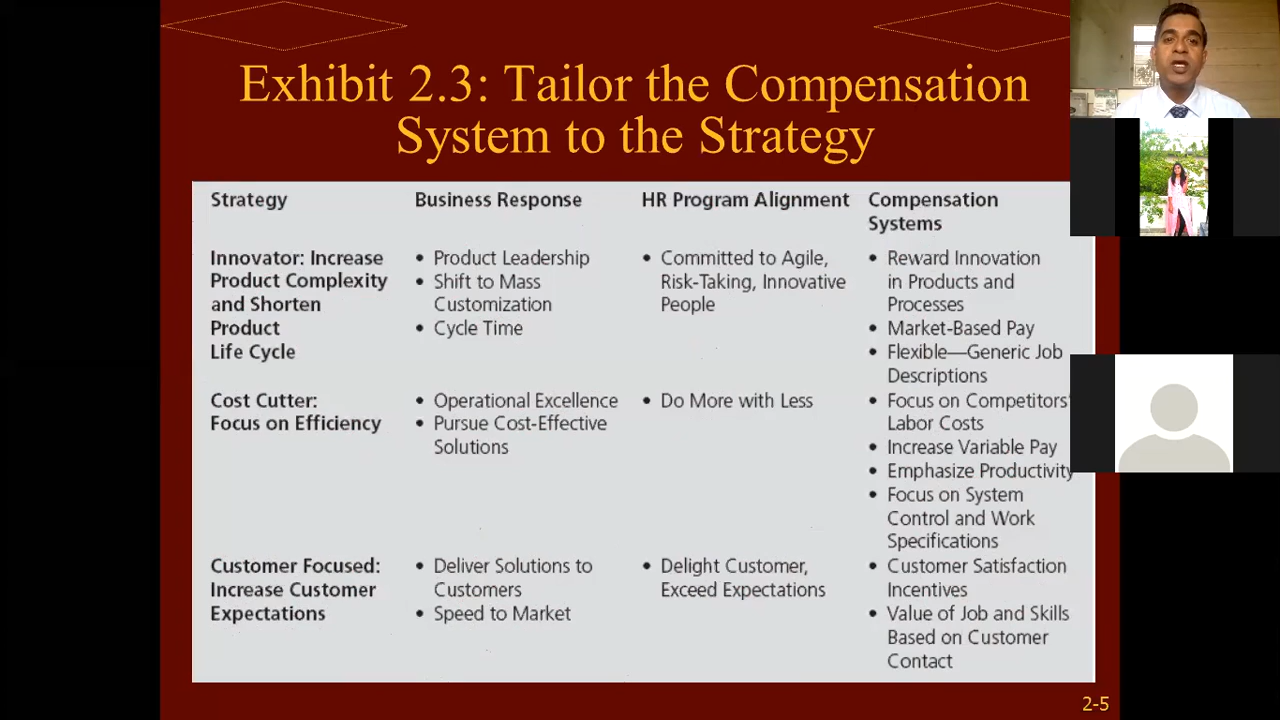 Exhibit 2.3: Tailor the Compensation
System to the Strategy
Strategy
Business Response
HR Program Alignment
Compensation
Systems
Innovator: Increase
Product Complexity
and Shorten
Product
Life Cycle
• Product Leadership
• Shift to Mass
Customization
• Cycle Time
• Committed to Agile,
Risk-Taking, Innovative
People
• Reward Innovation
in Products and
Processes
• Market-Based Pay
• Flexible—Generic Job
Descriptions
Cost Cutter:
Focus on Efficiency
• Operational Excellence
• Pursue Cost-Effective
Solutions
• Do More with Less
• Focus on Competitors'
Labor Costs
• Increase Variable Pay
• Emphasize Productivity
• Focus on System
Control and Work
Specifications
Customer Focused:
Increase Customer
Expectations
• Deliver Solutions to
Customers
• Speed to Market
• Delight Customer,
Exceed Expectations
• Customer Satisfaction
Incentives
• Value of Job and Skills
Based on Customer
Contact
2-5